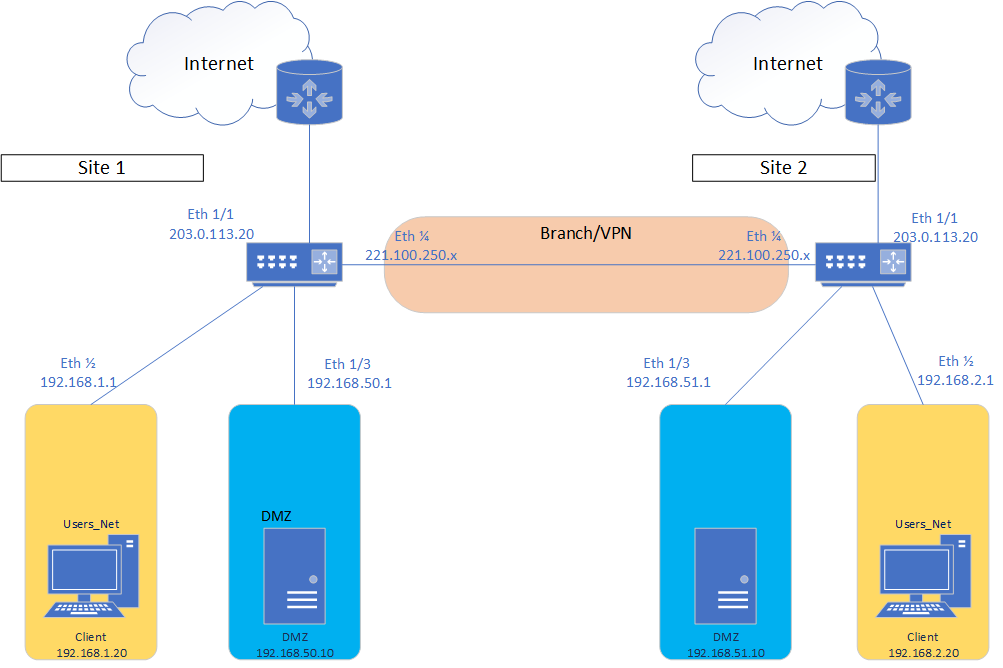 Internet
Internet
Site 1
Site 2
Eth 1/1
203.0.113.20
Eth 1/1
203.0.113.20
Branch/VPN
Eth ¼
221.100.250.x
Eth ¼
221.100.250.x
Eth ½
192.168.1.1
Eth 1/3
192.168.50.1
Eth 1/3
192.168.51.1
Eth ½
192.168.2.1
Users_Net
DMZ
Users_Net
Client
192.168.1.20
DMZ
192.168.50.10
DMZ
192.168.51.10
Client
192.168.2.20